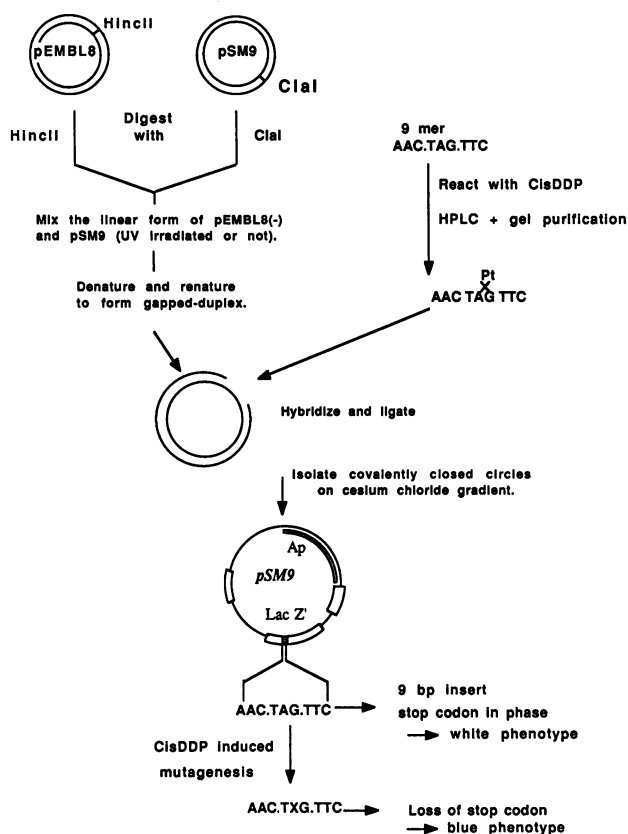 HincII
pEMBL8
pSM9
ClaI
HincII
Digest
with
ClaI
9 mer
AAC.TAG.TTC
React with CisDDP
HPLC + gel purification
Mix the linear form of pEMBL8(-)
and pSM9 (UV irradiated or not).
Denature and renature
to form gapped-duplex.
Pt
AAC TAG TTC
Hybridize and ligate
Isolate covalently closed circles
on cesium chloride gradient.
Ap
pSM9
Lac Z'
AAC.TAG.TTC
9 bp insert
stop codon in phase
white phenotype
CisDDP induced
mutagenesis
AAC.TXG.TTC
Loss of stop codon
blue phenotype